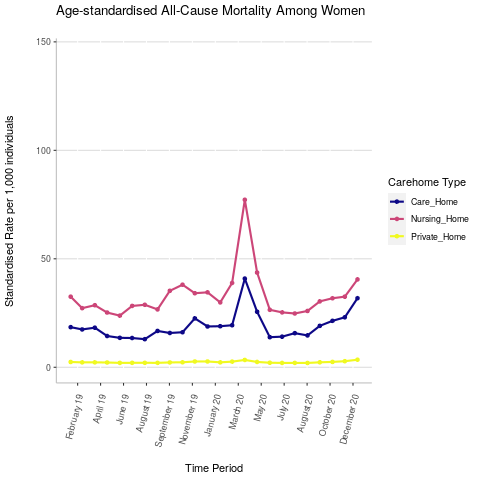 Age-standardised All-Cause Mortality Among Women
Standardised Rate per 1,000 individuals
150
100
50
0
February 19
April 19
June 19
August 19
September 19
November 19
January 20
March 20
May 20
July 20
August 20
October 20
December 20
Time Period
Carehome Type
Care_Home
Nursing_Home
Private_Home